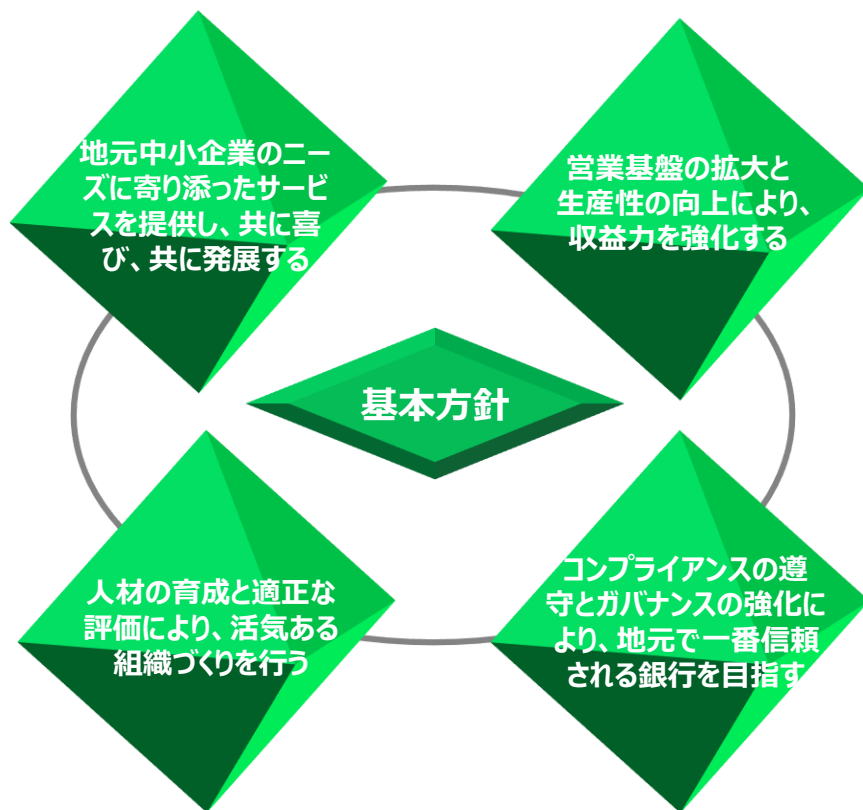 地元中小企業のニー
ズに寄り添ったサービ
スを提供し、共に喜
び、共に発展する
営業基盤の拡大と
生産性の向上により、
収益力を強化する
基本方針
人材の育成と適正な
評価により、活気ある
組織づくりを行う
コンプライアンスの遵
守とガバナンスの強化に
より、地元で一番信頼
される銀行を目指す